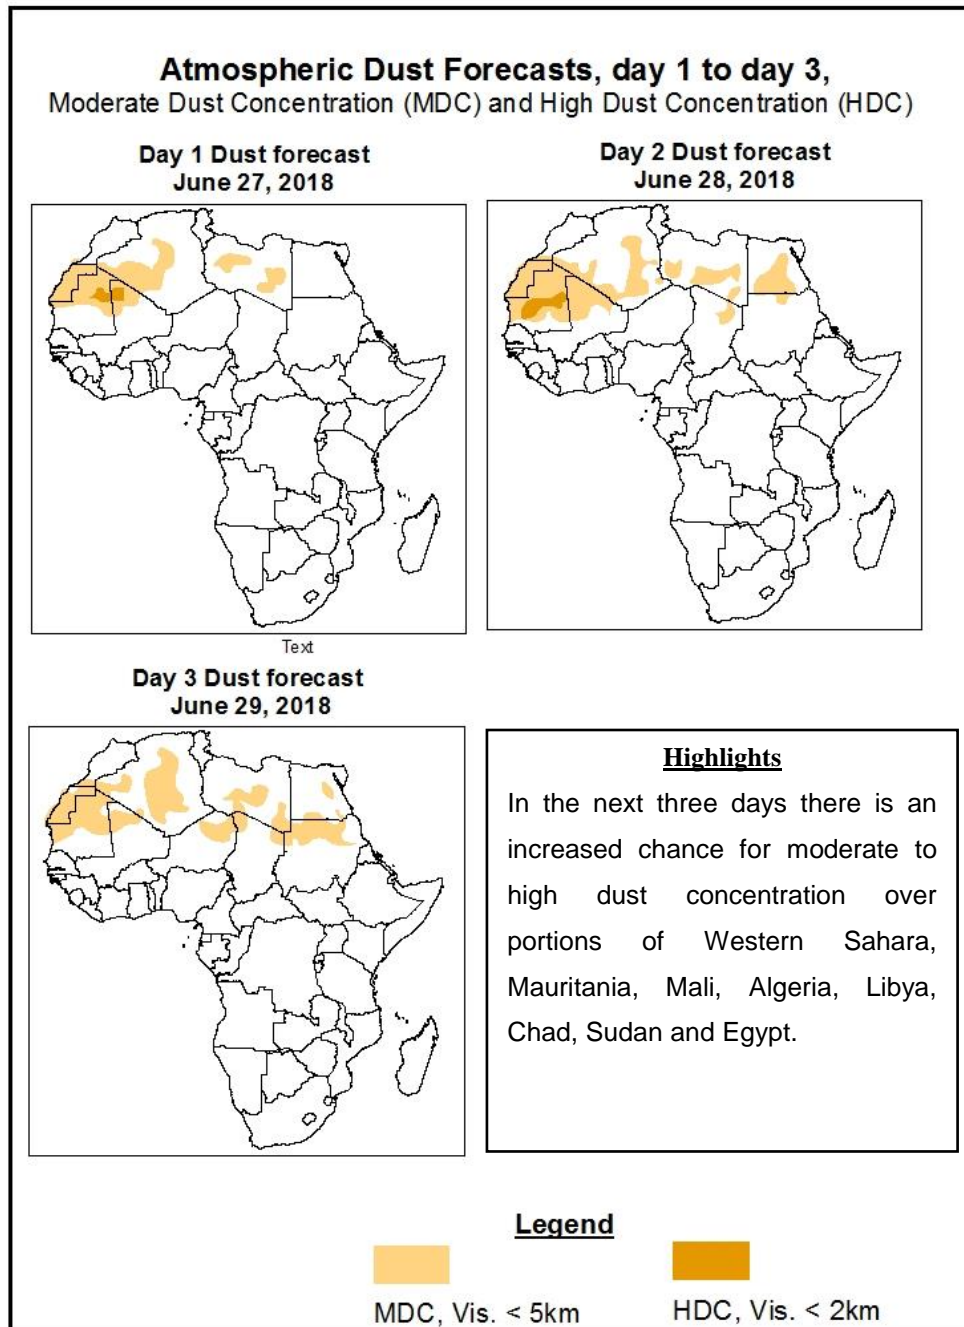 Atmospheric Dust Forecasts, day 1 to day 3,
Moderate Dust Concentration (MDC) and High Dust Concentration (HDC)
Day 1 Dust forecast
June 27, 2018
Day 2 Dust forecast
June 28, 2018
Text
Day 3 Dust forecast
June 29, 2018
Highlights
In the next three days there is an
increased chance for moderate to
high dust concentration over
portions of Western Sahara,
Mauritania, Mali, Algeria, Libya,
Chad, Sudan and Egypt.
Legend
MDC, Vis. < 5km
HDC, Vis. < 2km